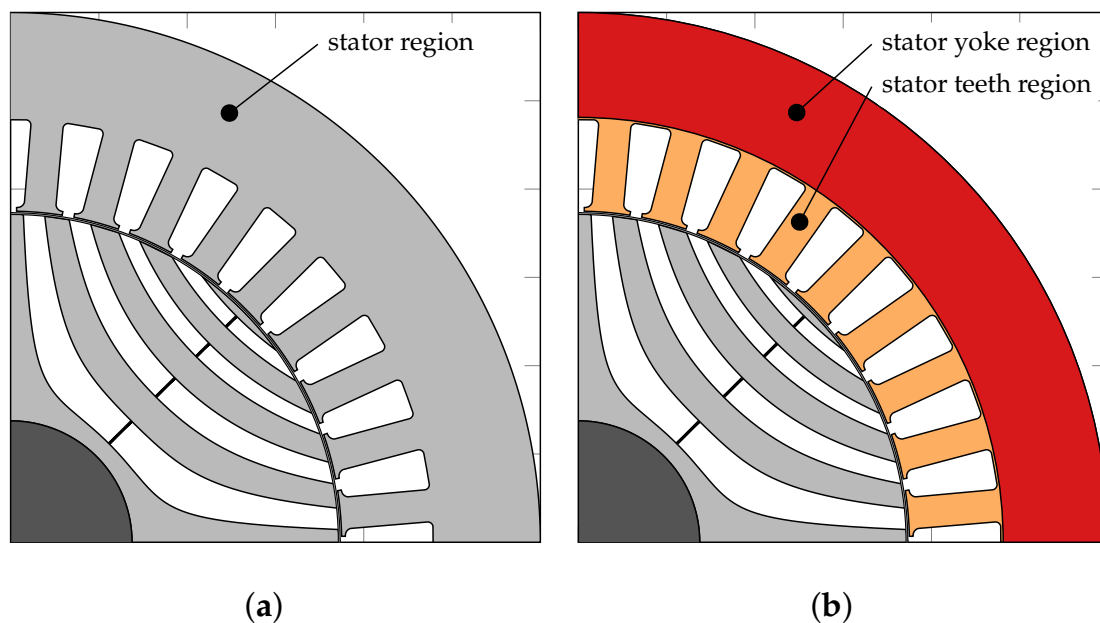 stator region
stator yoke region
stator teeth region
(a)
(b)